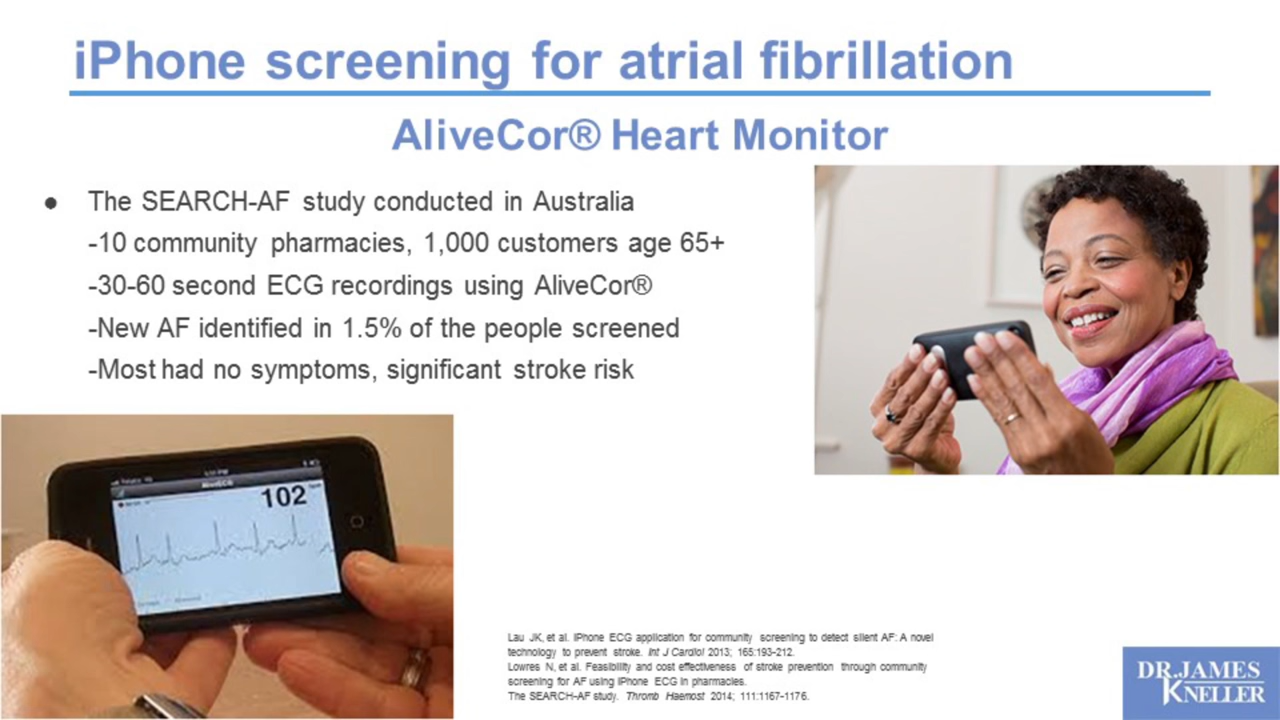 iPhone screening for atrial fibrillation
AliveCor® Heart Monitor
● The SEARCH-AF study conducted in Australia
-10 community pharmacies, 1,000 customers age 65+
-30-60 second ECG recordings using AliveCor®
-New AF identified in 1.5% of the people screened
-Most had no symptoms, significant stroke risk
AliveECG
102
Lau JK, et al. iPhone ECG application for community screening to detect silent AF: A novel
technology to prevent stroke. Int J Cardiol 2013; 165:193-212.
Lowres N, et al. Feasibility and cost effectiveness of stroke prevention through community
screening for AF using iPhone ECG in pharmacies.
The SEARCH-AF study. Thromb Haemost 2014; 111:1167-1176.
DR.JAMES
KNELLER